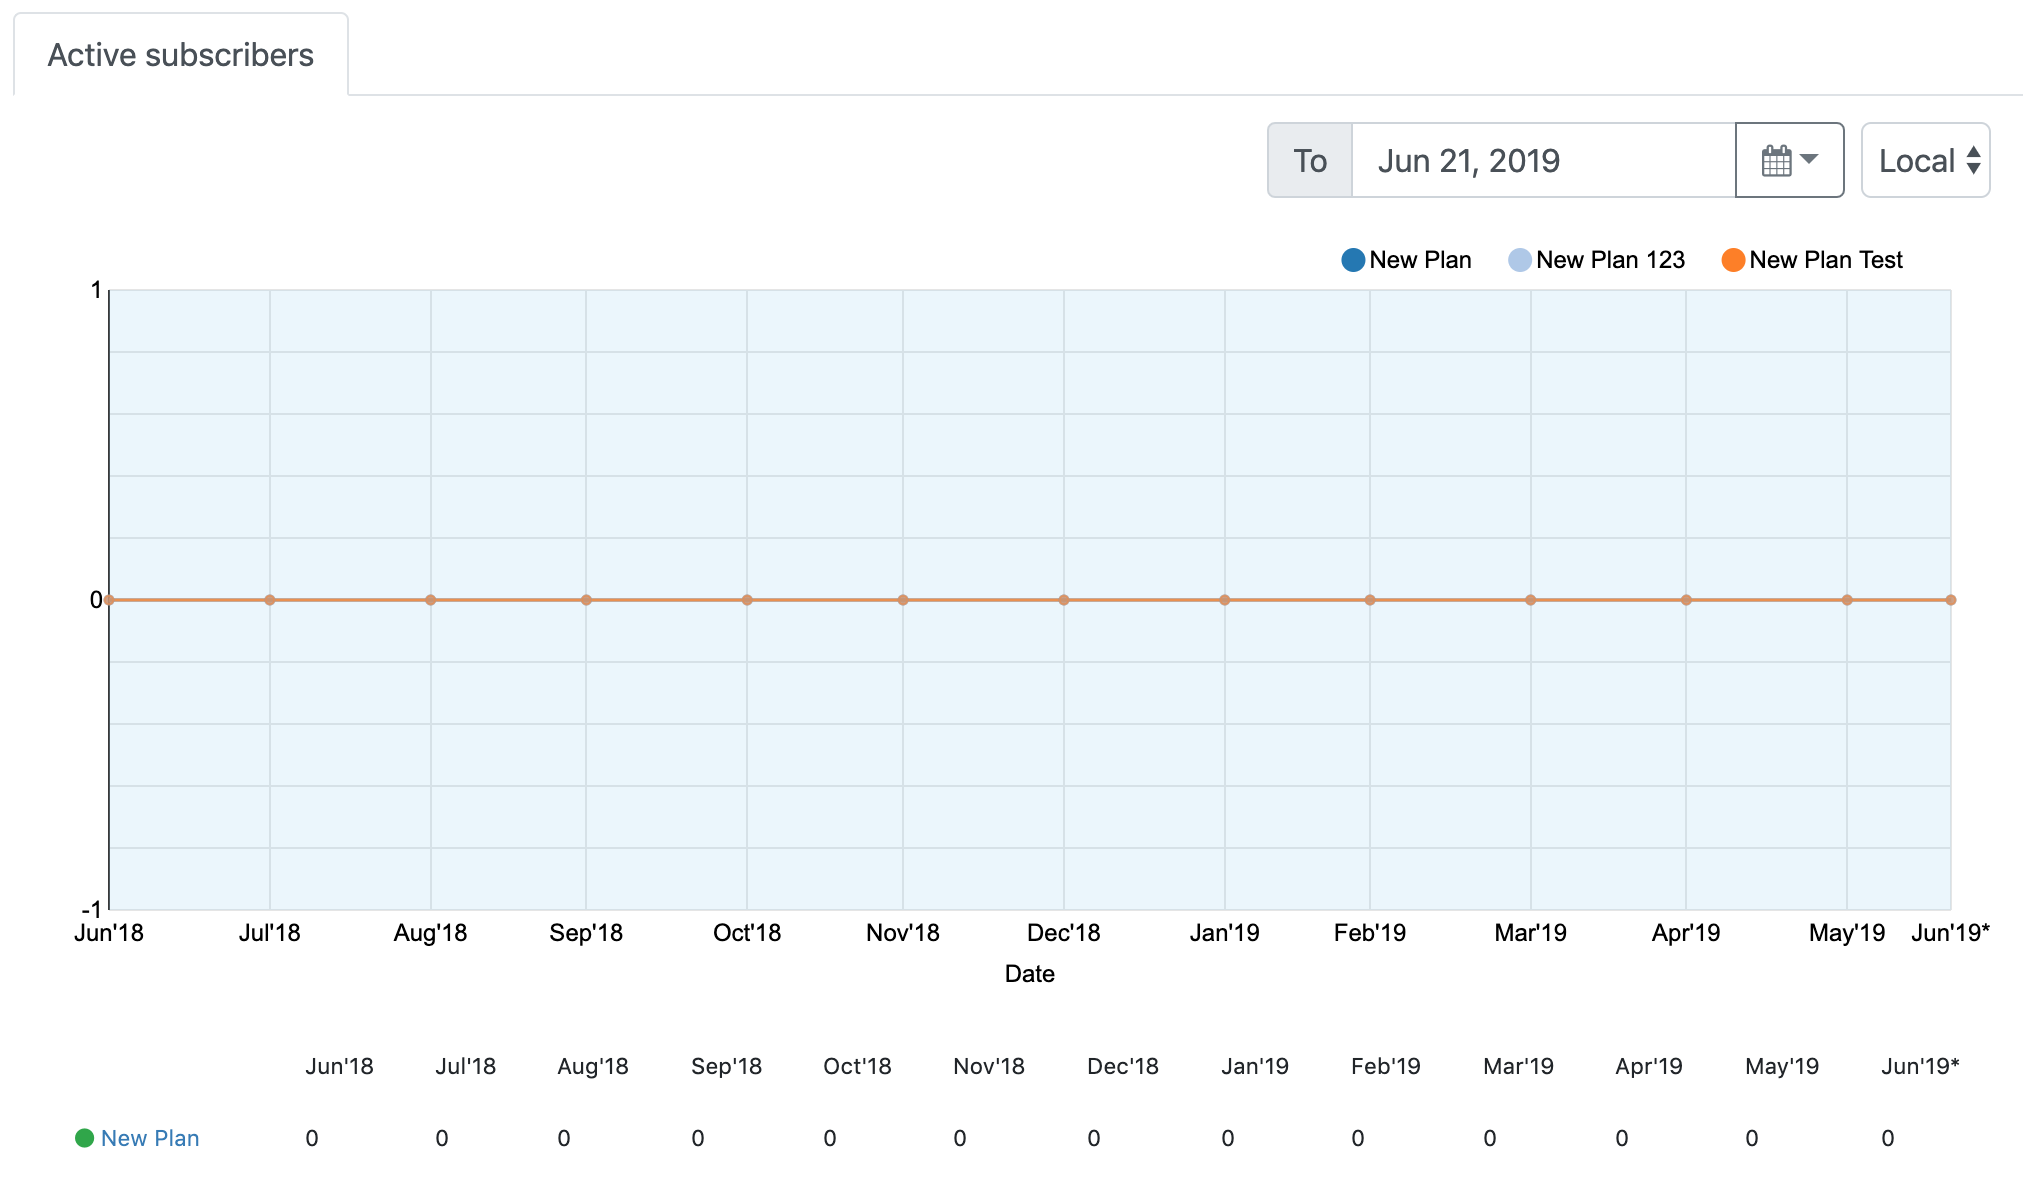 Active subscribers
To Jun 21, 2019 Local
New Plan New Plan 123 New Plan Test
1
0
-1
Jun'18 Jul'18 Aug'18 Sep'18 Oct'18 Nov'18 Dec'18 Jan'19 Feb'19 Mar'19 Apr'19 May'19 Jun'19*
Date
Jun'18 Jul'18 Aug'18 Sep'18 Oct'18 Nov'18 Dec'18 Jan'19 Feb'19 Mar'19 Apr'19 May'19 Jun'19*
New Plan 0 0 0 0 0 0 0 0 0 0 0 0 0